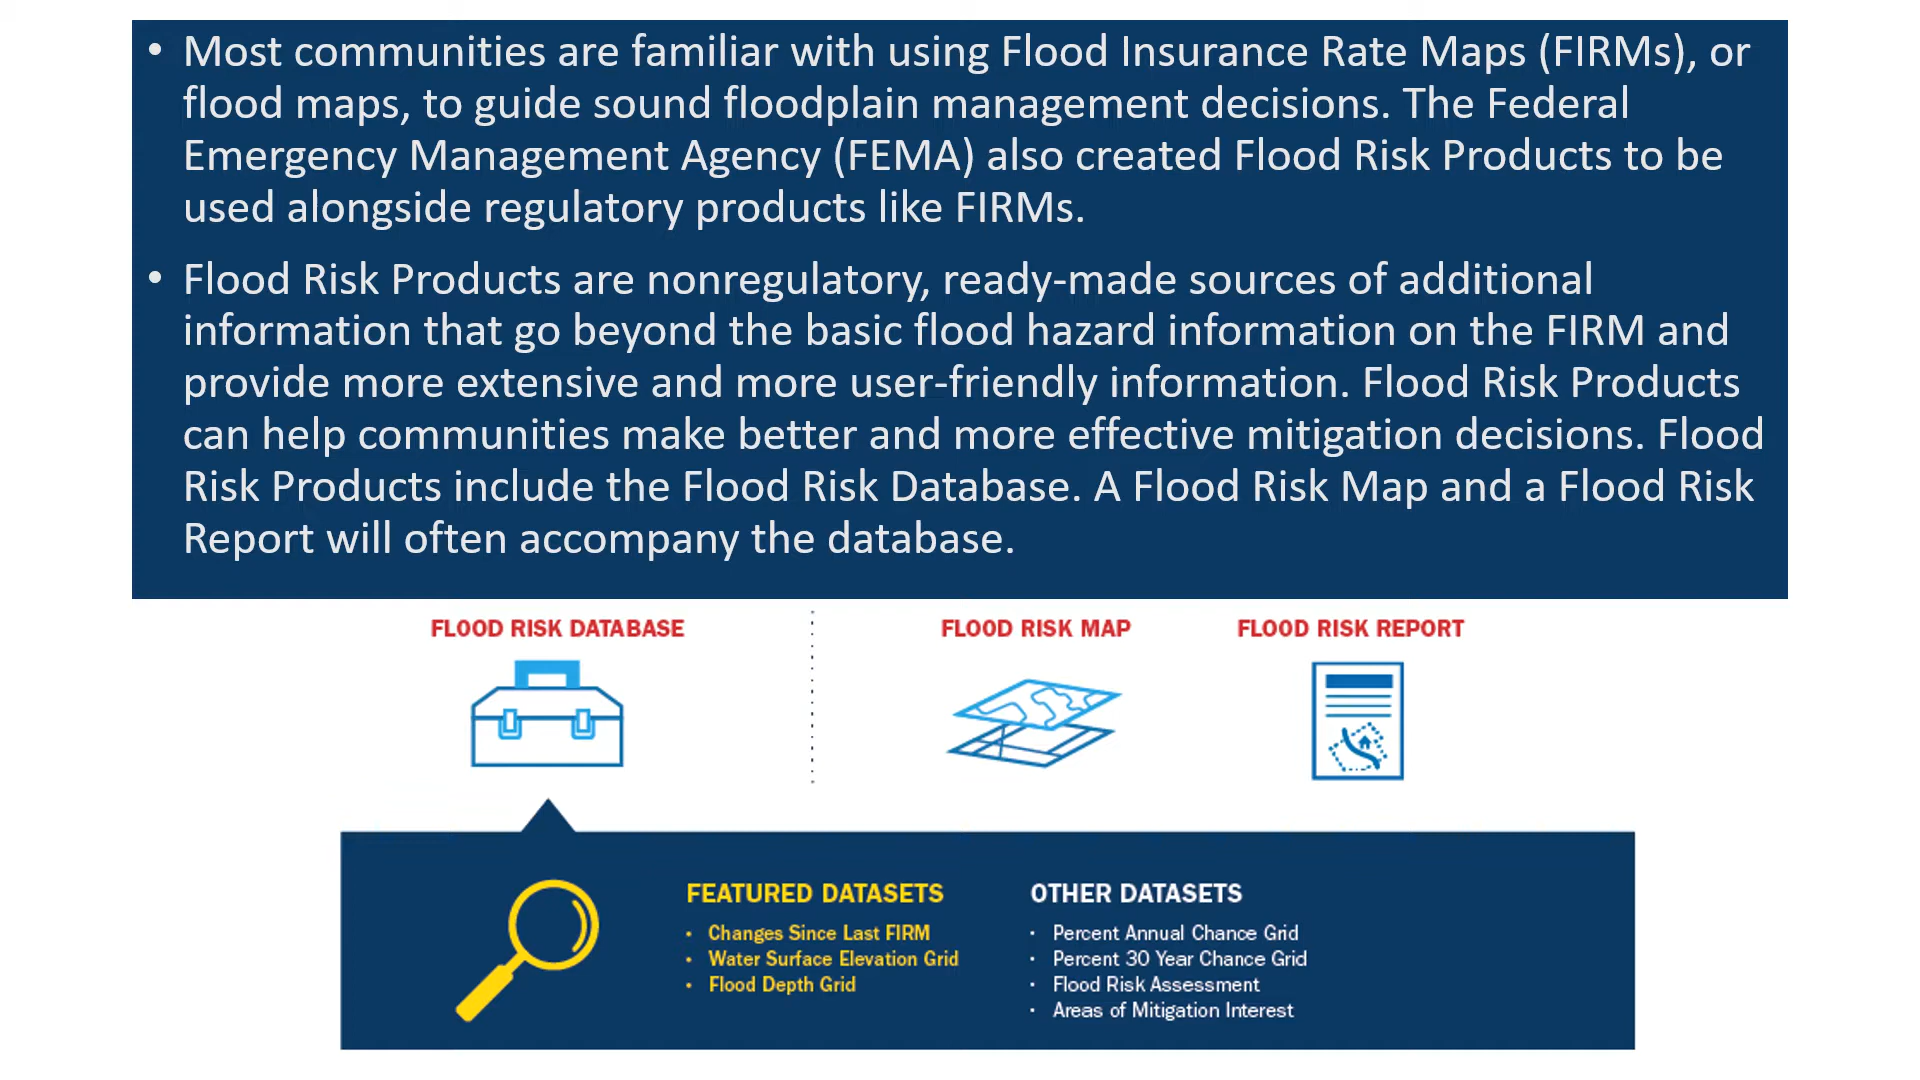 • Most communities are familiar with using Flood Insurance Rate Maps (FIRMs), or
flood maps, to guide sound floodplain management decisions. The Federal
Emergency Management Agency (FEMA) also created Flood Risk Products to be
used alongside regulatory products like FIRMs.
• Flood Risk Products are nonregulatory, ready-made sources of additional
information that go beyond the basic flood hazard information on the FIRM and
provide more extensive and more user-friendly information. Flood Risk Products
can help communities make better and more effective mitigation decisions. Flood
Risk Products include the Flood Risk Database. A Flood Risk Map and a Flood Risk
Report will often accompany the database.
FLOOD RISK DATABASE
FLOOD RISK MAP
FLOOD RISK REPORT
FEATURED DATASETS
• Changes Since Last FIRM
• Water Surface Elevation Grid
• Flood Depth Grid
OTHER DATASETS
• Percent Annual Chance Grid
• Percent 30 Year Chance Grid
• Flood Risk Assessment
• Areas of Mitigation Interest